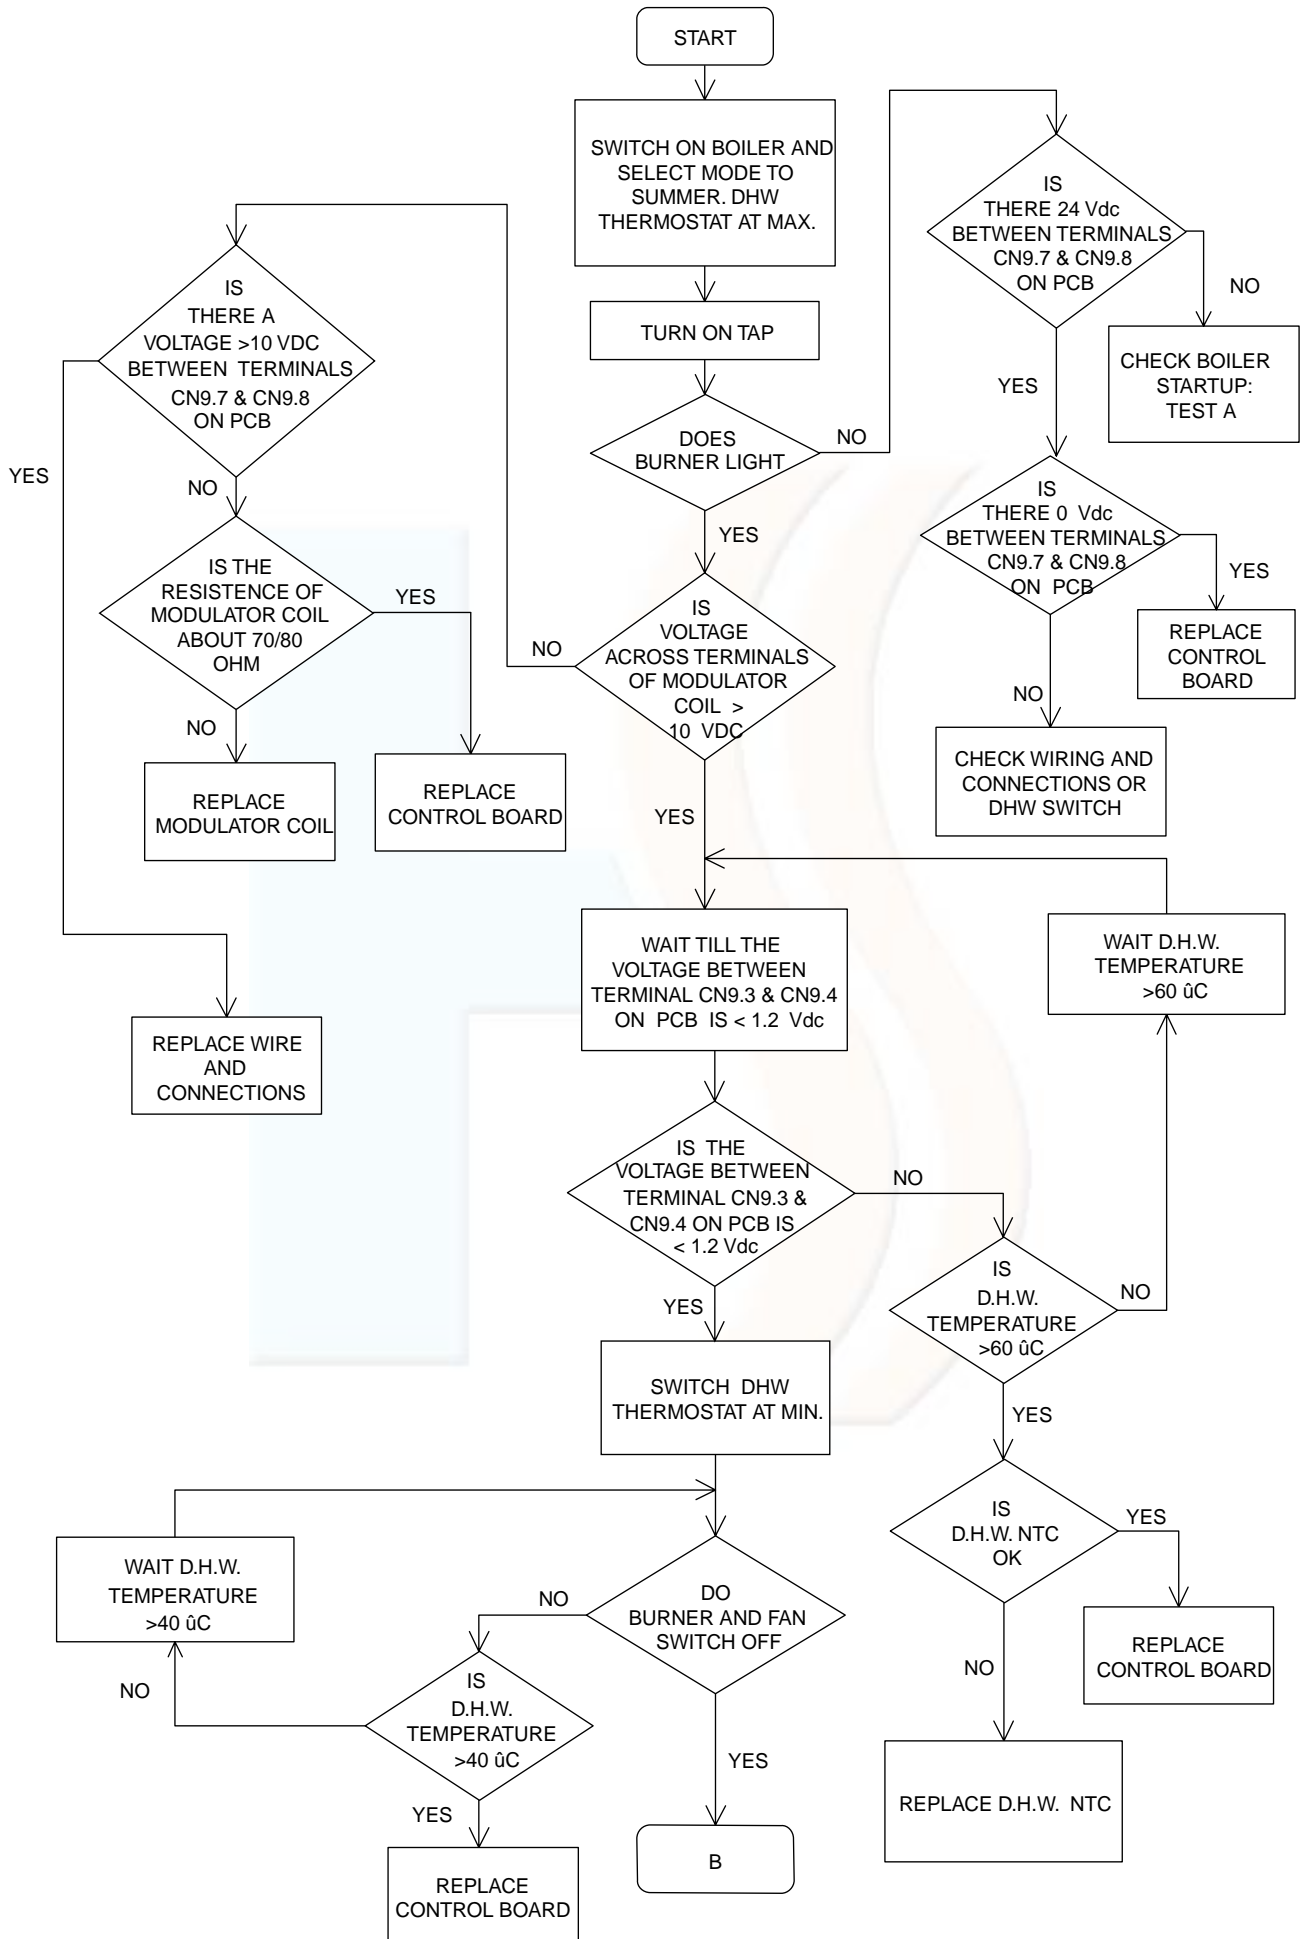 START
SWITCH ON BOILER AND
SELECT MODE TO
SUMMER. DHW
THERMOSTAT AT MAX.
TURN ON TAP
DOES
BURNER LIGHT
NO
YES
IS
THERE 24 Vdc
BETWEEN TERMINALS
CN9.7 & CN9.8
ON PCB
NO
CHECK BOILER
STARTUP:
TEST A
YES
IS
THERE 0 Vdc
BETWEEN TERMINALS
CN9.7 & CN9.8
ON PCB
YES
REPLACE
CONTROL
BOARD
NO
CHECK WIRING AND
CONNECTIONS OR
DHW SWITCH
IS
VOLTAGE
ACROSS TERMINALS
OF MODULATOR
COIL >
10 VDC
NO
YES
IS
THERE A
VOLTAGE >10 VDC
BETWEEN TERMINALS
CN9.7 & CN9.8
ON PCB
YES
NO
IS THE
RESISTENCE OF
MODULATOR COIL
ABOUT 70/80
OHM
YES
NO
REPLACE
MODULATOR COIL
REPLACE
CONTROL BOARD
REPLACE WIRE
AND
CONNECTIONS
WAIT TILL THE
VOLTAGE BETWEEN
TERMINAL CN9.3 & CN9.4
ON PCB IS < 1.2 Vdc
WAIT D.H.W.
TEMPERATURE
>60 ûC
IS THE
VOLTAGE BETWEEN
TERMINAL CN9.3 &
CN9.4 ON PCB IS
< 1.2 Vdc
NO
YES
IS
D.H.W.
TEMPERATURE
>60 ûC
NO
YES
SWITCH DHW
THERMOSTAT AT MIN.
IS
D.H.W. NTC
OK
YES
NO
REPLACE
CONTROL BOARD
REPLACE D.H.W. NTC
WAIT D.H.W.
TEMPERATURE
>40 ûC
DO
BURNER AND FAN
SWITCH OFF
NO
YES
IS
D.H.W.
TEMPERATURE
>40 ûC
NO
YES
REPLACE
CONTROL BOARD
B